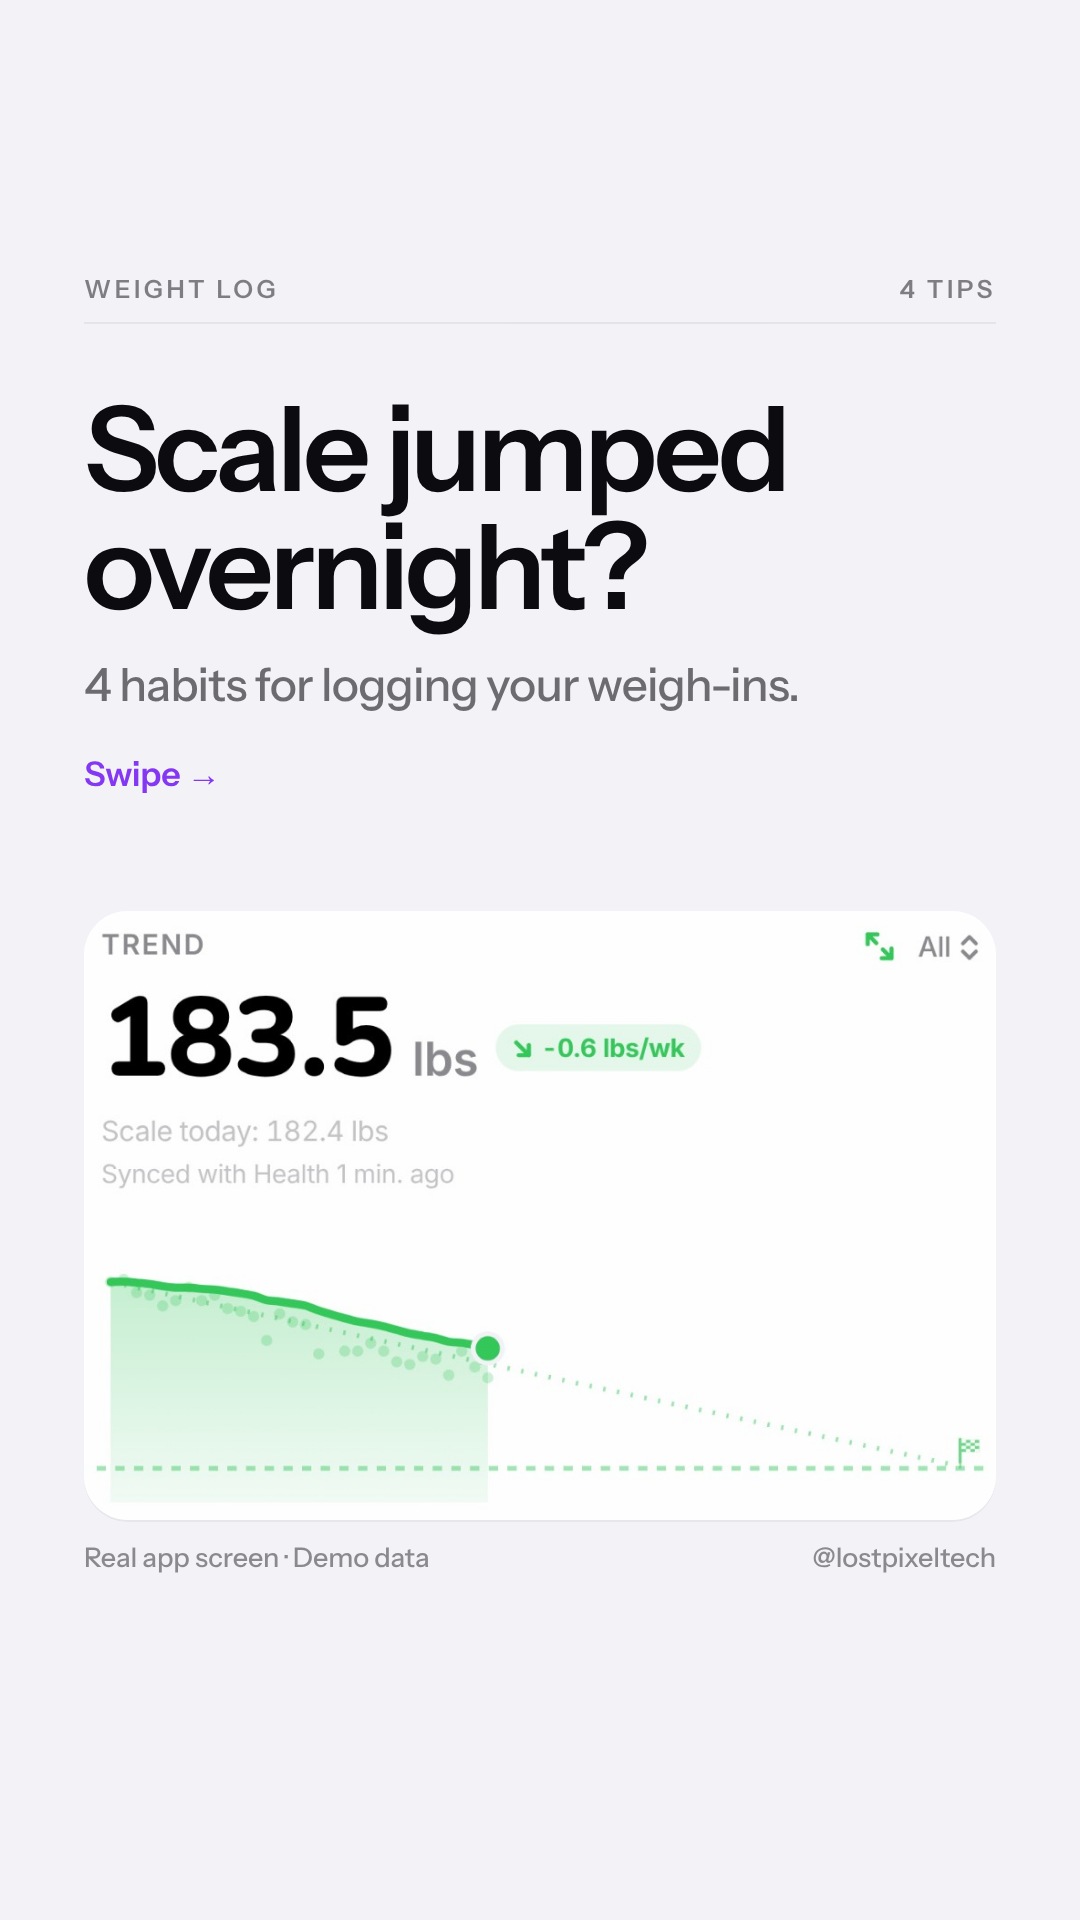 WEIGHT LOG
4 TIPS
Scale jumped
overnight?
4 habits for logging your weigh-ins.
Swipe →
TREND
All
183.5 lbs
-0.6 lbs/wk
Scale today: 182.4 lbs
Synced with Health 1 min. ago
Real app screen · Demo data
@lostpixeltech